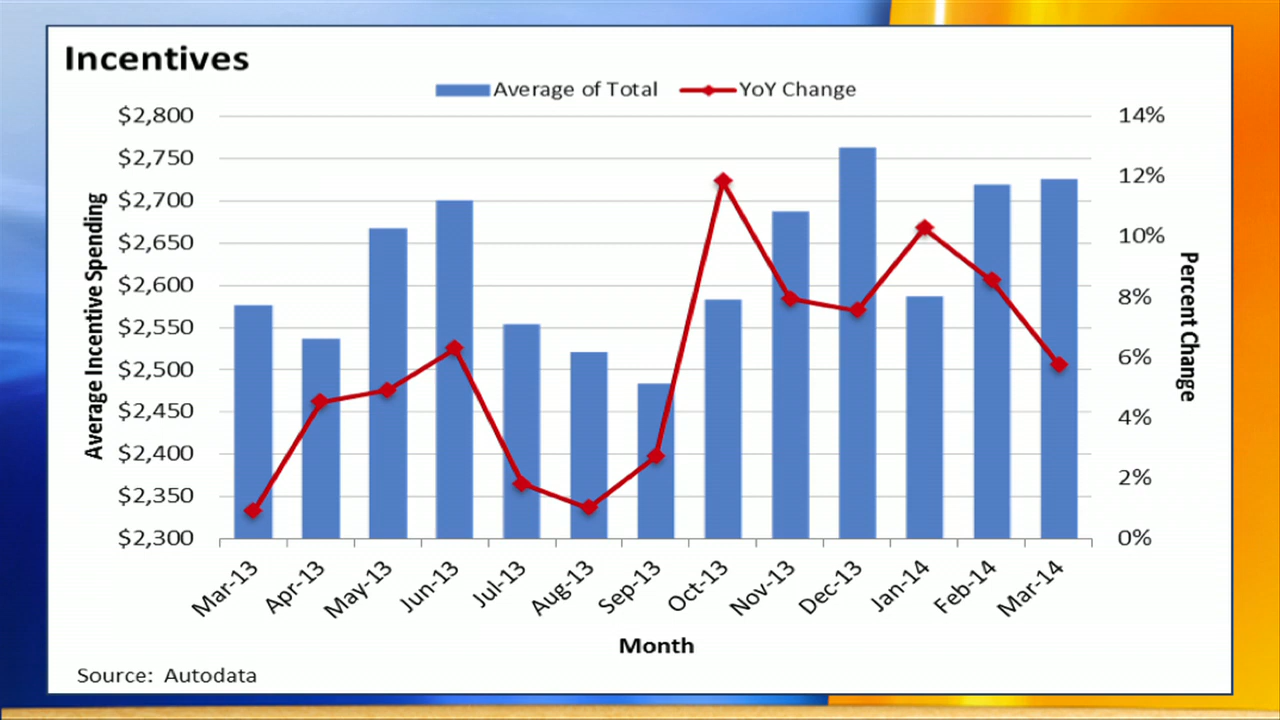 Incentives
Average of Total
YoY Change
$2,800
$2,750
$2,700
$2,650
$2,600
$2,550
$2,500
$2,450
$2,400
$2,350
$2,300
Average Incentive Spending
14%
12%
10%
8%
6%
4%
2%
0%
Percent Change
Mar-13
Apr-13
May-13
Jun-13
Jul-13
Aug-13
Sep-13
Oct-13
Nov-13
Dec-13
Jan-14
Feb-14
Mar-14
Month
Source: Autodata